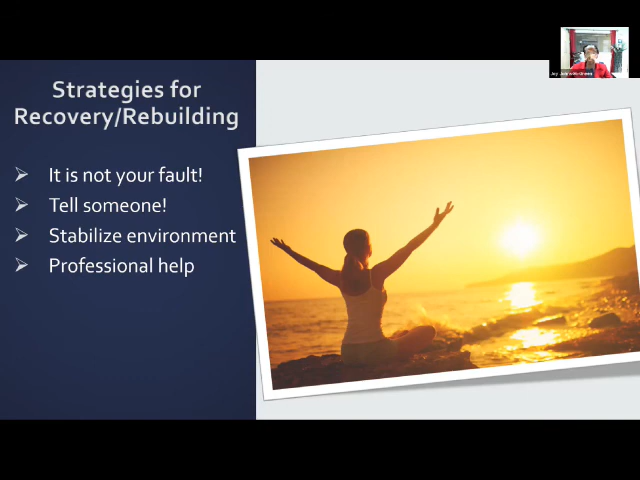 Strategies for
Recovery/Rebuilding
It is not your fault!
Tell someone!
Stabilize environment
Professional help